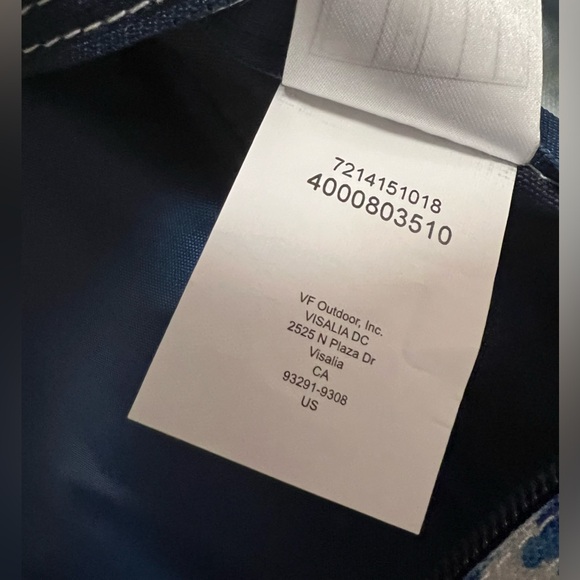 7214151018
4000803510
VF Outdoor, Inc.
VISALIA DC
2525 N Plaza Dr
Visalia
CA
93291-9308
US